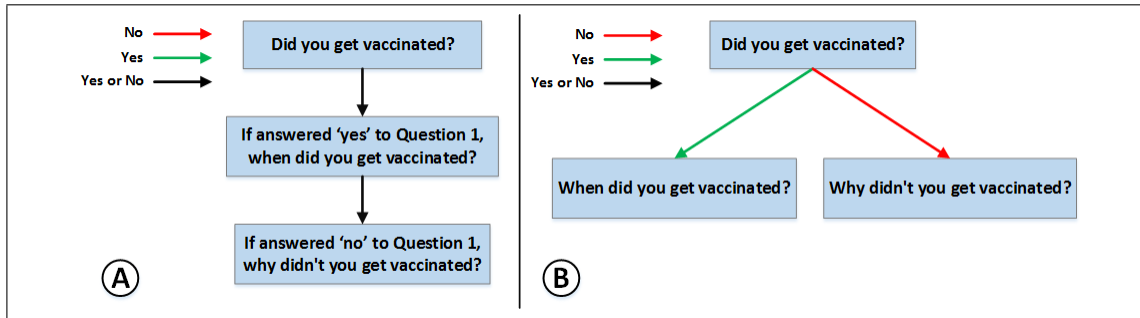 No
Yes
Yes or No
Did you get vaccinated?
If answered ‘yes’ to Question 1,
when did you get vaccinated?
If answered ‘no’ to Question 1,
why didn't you get vaccinated?
A
No
Yes
Yes or No
Did you get vaccinated?
When did you get vaccinated?
Why didn't you get vaccinated?
B